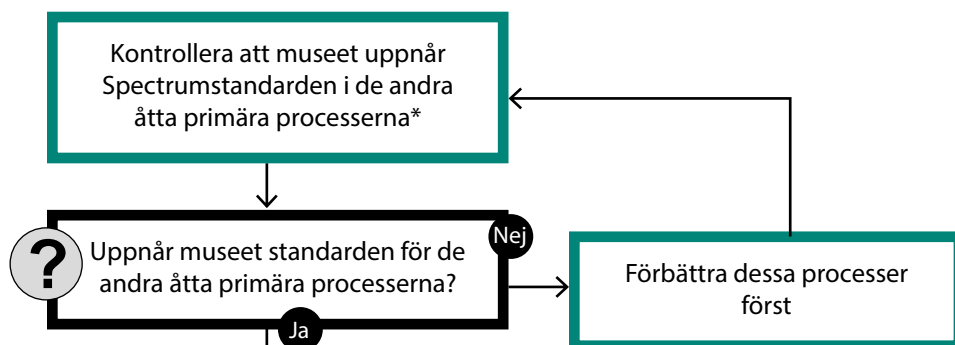 Kontrollera att museet uppnår
Spectrumstandarden i de andra
åtta primära processerna*
?
Uppnår museet standarden för de
andra åtta primära processerna?
Nej
Förbättra dessa processer
först
Ja